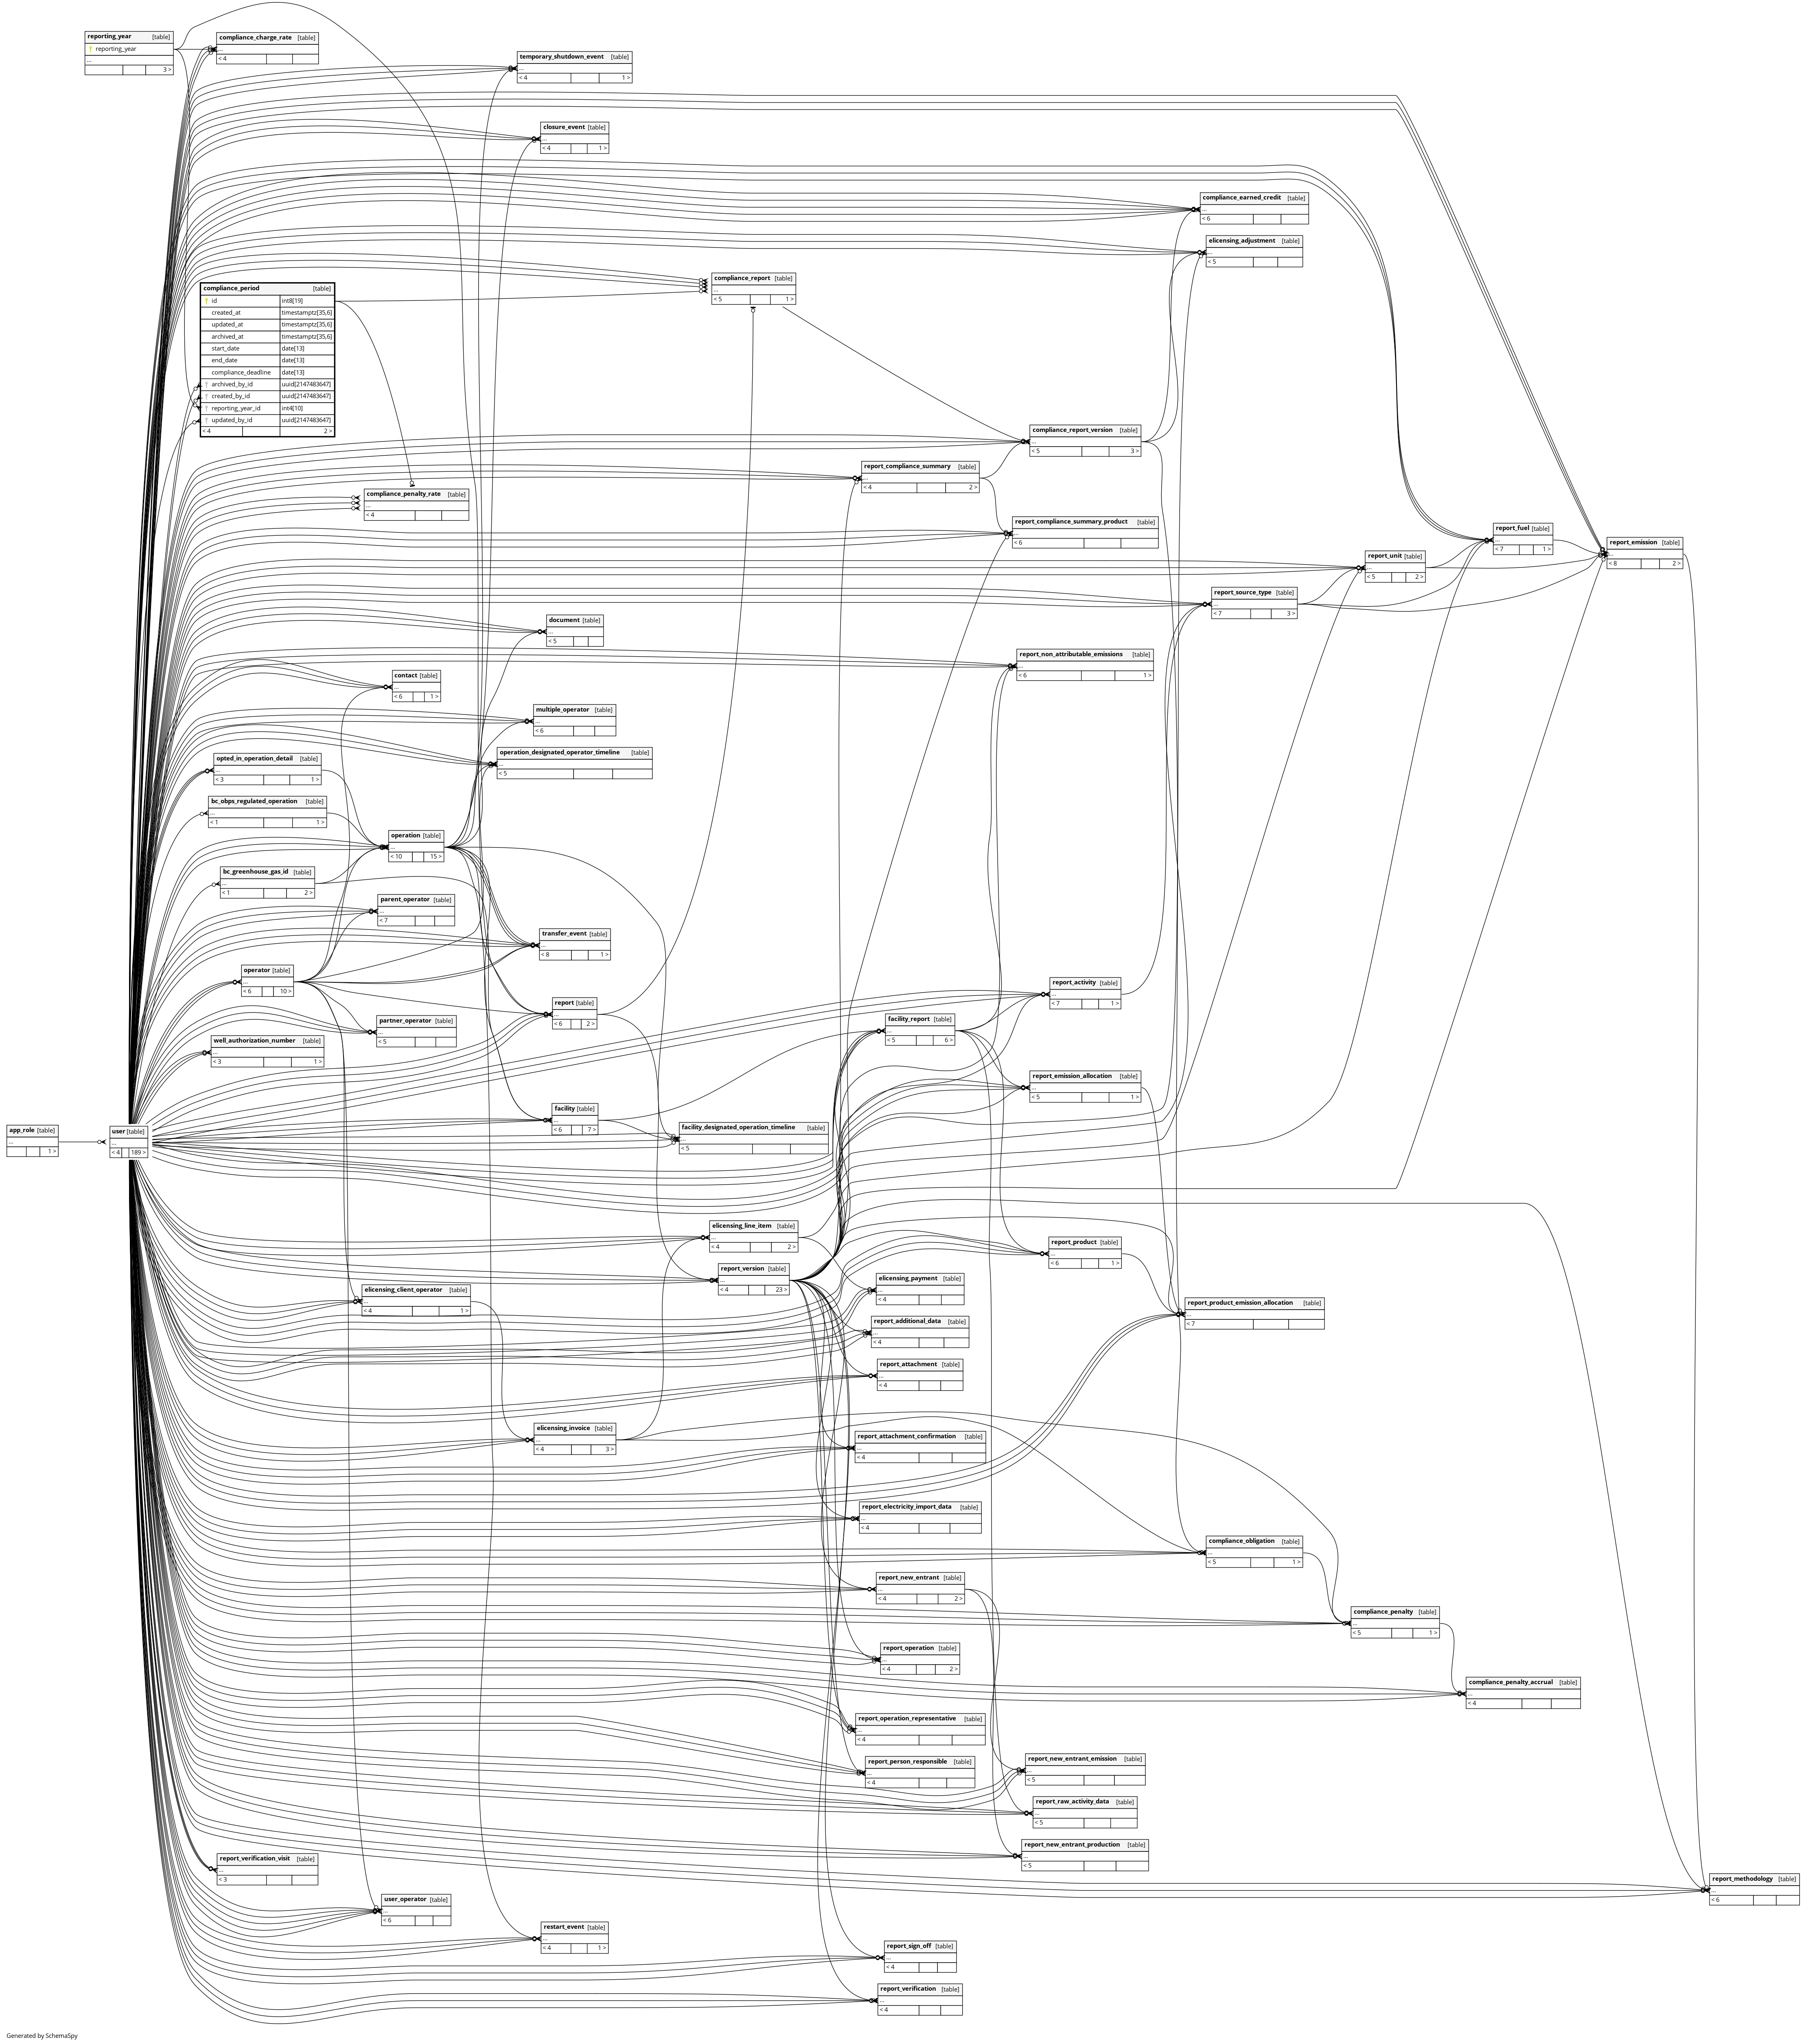 reporting_year [table]
reporting_year
...
3 >
compliance_charge_rate [table]
...
< 4
temporary_shutdown_event [table]
...
< 4 1 >
closure_event [table]
...
< 4 1 >
compliance_earned_credit [table]
...
< 6
elicensing_adjustment [table]
...
< 5
compliance_report [table]
...
< 5 1 >
compliance_period [table]
id int8[19]
created_at timestamptz[35,6]
updated_at timestamptz[35,6]
archived_at timestamptz[35,6]
start_date date[13]
end_date date[13]
compliance_deadline date[13]
archived_by_id uuid[2147483647]
created_by_id uuid[2147483647]
reporting_year_id int4[10]
updated_by_id uuid[2147483647]
< 4 2 >
compliance_report_version [table]
...
< 5 3 >
report_compliance_summary [table]
...
< 4 2 >
compliance_penalty_rate [table]
...
< 4
report_compliance_summary_product [table]
...
< 6
report_fuel [table]
...
< 7 1 >
report_emission [table]
...
< 8 2 >
report_unit [table]
...
< 5 2 >
report_source_type [table]
...
< 7 3 >
document [table]
...
< 5
report_non_attributable_emissions [table]
...
< 6 1 >
contact [table]
...
< 6 1 >
multiple_operator [table]
...
< 6
operation_designated_operator_timeline [table]
...
< 5
opted_in_operation_detail [table]
...
< 3 1 >
bc_obps_regulated_operation [table]
...
< 1 1 >
operation [table]
...
< 10 15 >
bc_greenhouse_gas_id [table]
...
< 1 2 >
parent_operator [table]
...
< 7
transfer_event [table]
...
< 8 1 >
operator [table]
...
< 6 10 >
report_activity [table]
...
< 7 1 >
report [table]
...
< 6 2 >
partner_operator [table]
...
< 5
facility_report [table]
...
< 5 6 >
well_authorization_number [table]
...
< 3 1 >
report_emission_allocation [table]
...
< 5 1 >
facility [table]
...
< 6 7 >
facility_designated_operation_timeline [table]
...
< 5
app_role [table]
...
1 >
user [table]
...
< 4 189 >
elicensing_line_item [table]
...
< 4 2 >
report_product [table]
...
< 6 1 >
report_version [table]
...
< 4 23 >
elicensing_payment [table]
...
< 4
elicensing_client_operator [table]
...
< 4 1 >
report_product_emission_allocation [table]
...
< 7
report_additional_data [table]
...
< 4
report_attachment [table]
...
< 4
elicensing_invoice [table]
...
< 4 3 >
report_attachment_confirmation [table]
...
< 4
report_electricity_import_data [table]
...
< 4
compliance_obligation [table]
...
< 5 1 >
report_new_entrant [table]
...
< 4 2 >
compliance_penalty [table]
...
< 5 1 >
report_operation [table]
...
< 4 2 >
compliance_penalty_accrual [table]
...
< 4
report_operation_representative [table]
...
< 4
report_person_responsible [table]
...
< 4
report_new_entrant_emission [table]
...
< 5
report_raw_activity_data [table]
...
< 5
report_new_entrant_production [table]
...
< 5
report_verification_visit [table]
...
< 3
report_methodology [table]
...
< 6
user_operator [table]
...
< 6
restart_event [table]
...
< 4 1 >
report_sign_off [table]
...
< 4
report_verification [table]
...
< 4
Generated by SchemaSpy